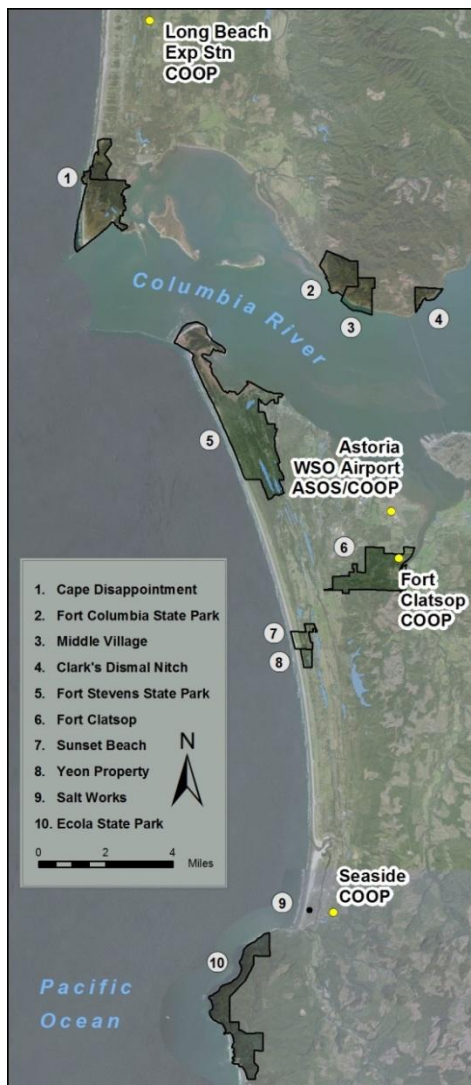 Long Beach
Exp Stn
COOP
1
2
3
4
Columbia River
5
Astoria
WSO Airport
ASOS/COOP
6
Fort
Clatsop
COOP
7
8
1. Cape Disappointment
2. Fort Columbia State Park
3. Middle Village
4. Clark's Dismal Nitch
5. Fort Stevens State Park
6. Fort Clatsop
7. Sunset Beach
8. Yeon Property
9. Salt Works
10. Ecola State Park
N
0 2 4
Miles
Seaside
COOP
9
10
Pacific
Ocean